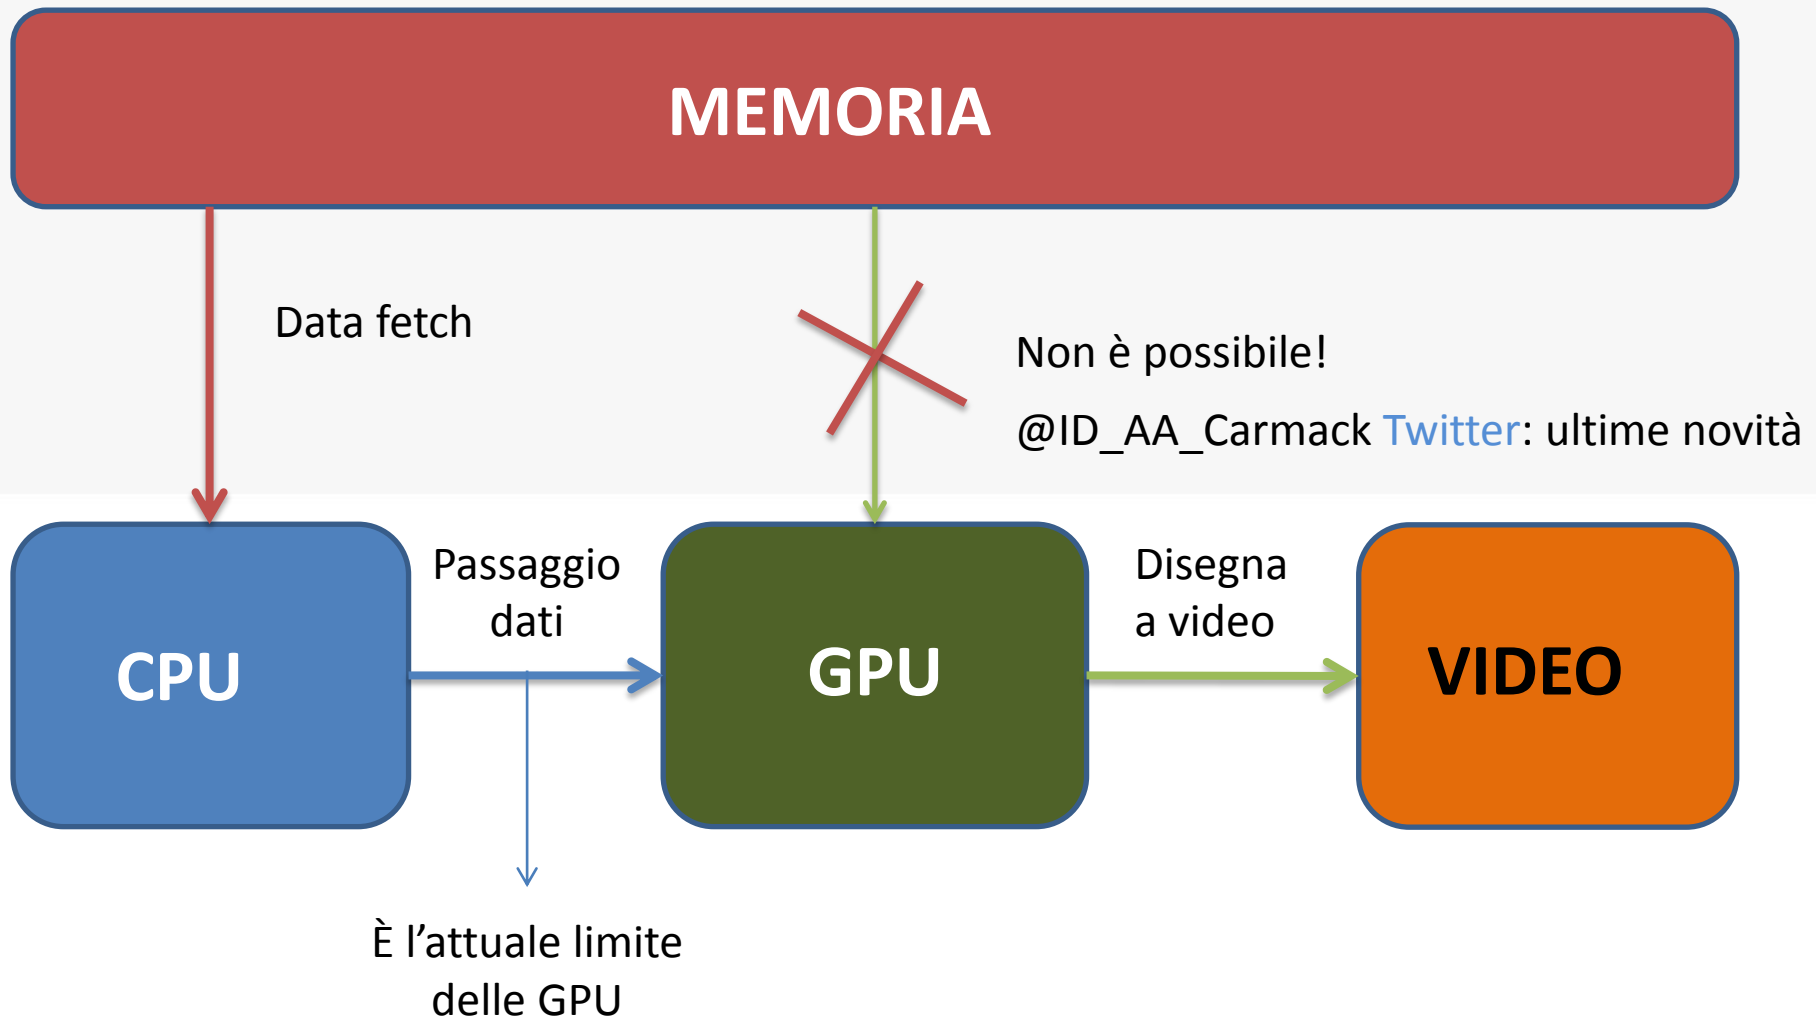 MEMORIA
Data fetch
Non è possibile!
@ID_AA_Carmack Twitter: ultime novità
CPU
Passaggio
dati
GPU
Disegna
a video
VIDEO
È l’attuale limite
delle GPU